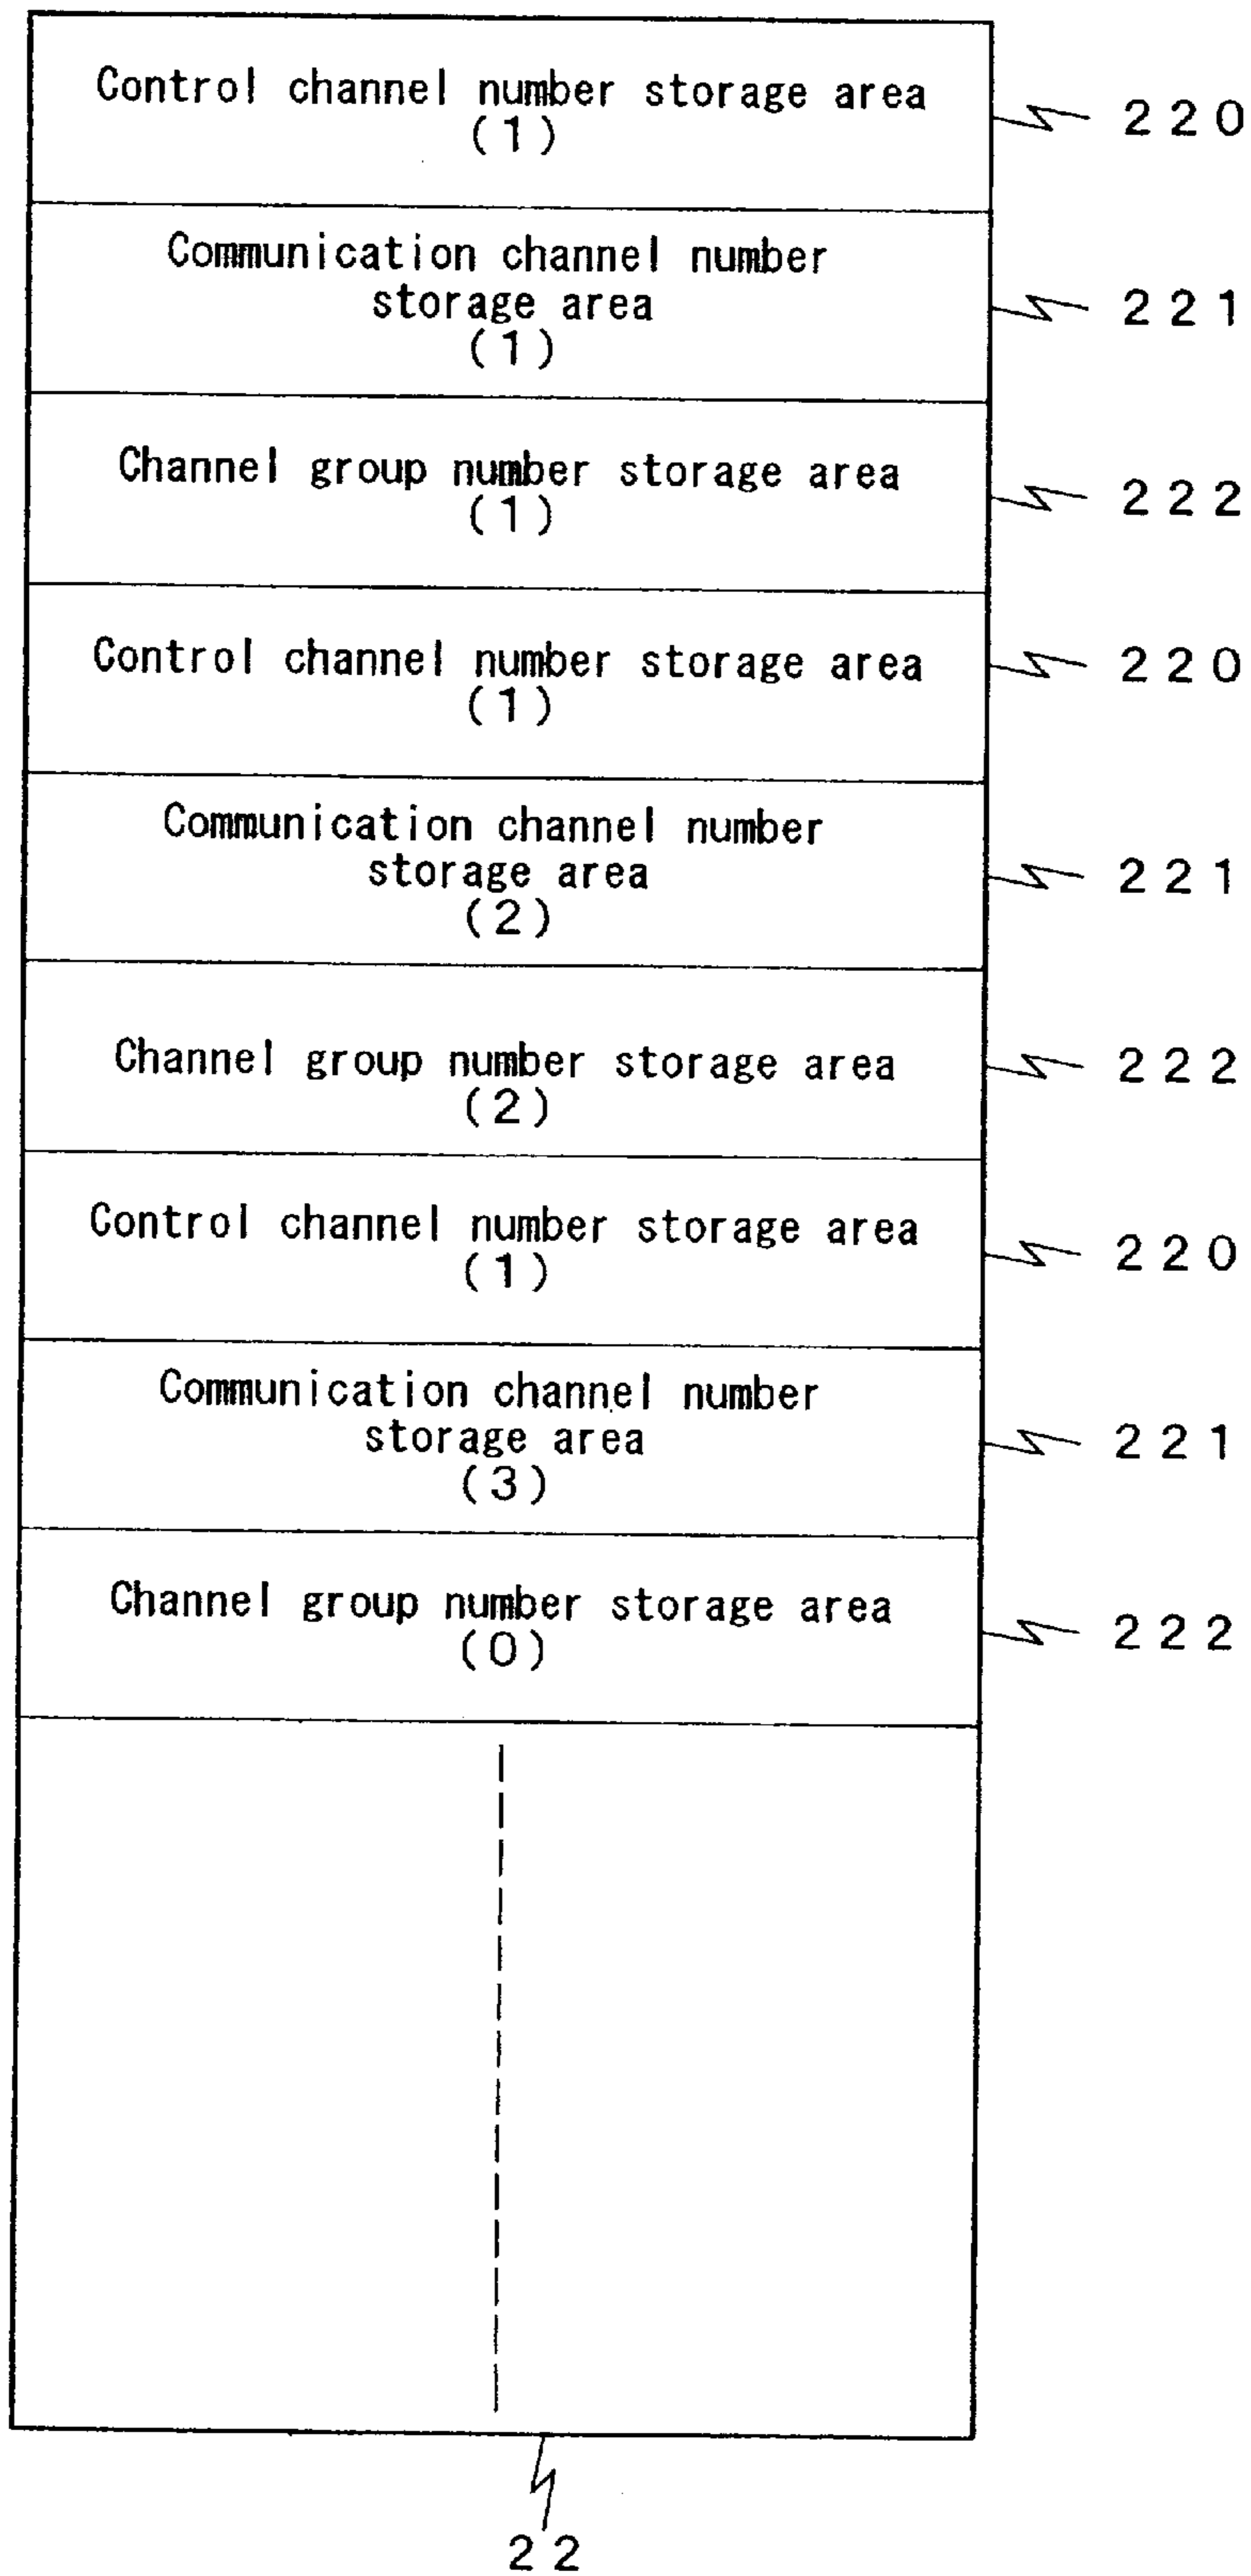 Control channel number storage area
(1)
220
Communication channel number
storage area
(1)
221
Channel group number storage area
(1)
222
Control channel number storage area
(1)
220
Communication channel number
storage area
(2)
221
Channel group number storage area
(2)
222
Control channel number storage area
(1)
220
Communication channel number
storage area
(3)
221
Channel group number storage area
(0)
222
22